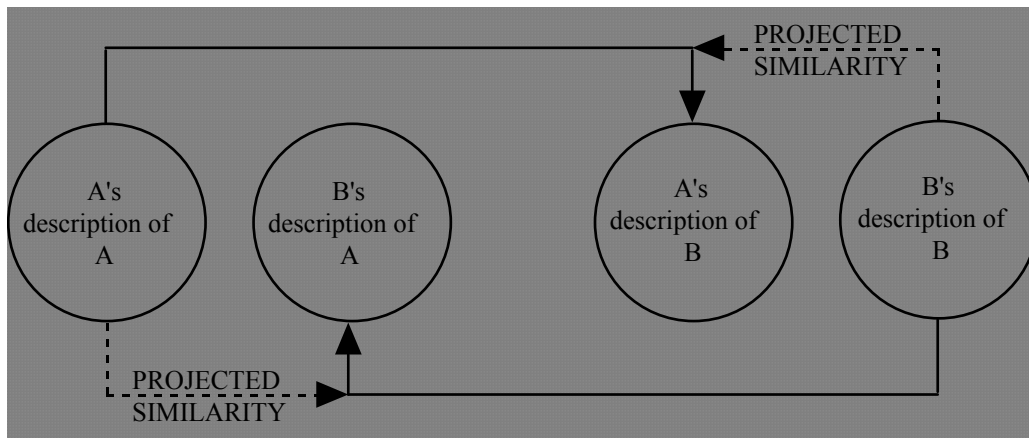 PROJECTED
SIMILARITY
A's
description of
A
B's
description of
A
A's
description of
B
B's
description of
B
PROJECTED
SIMILARITY